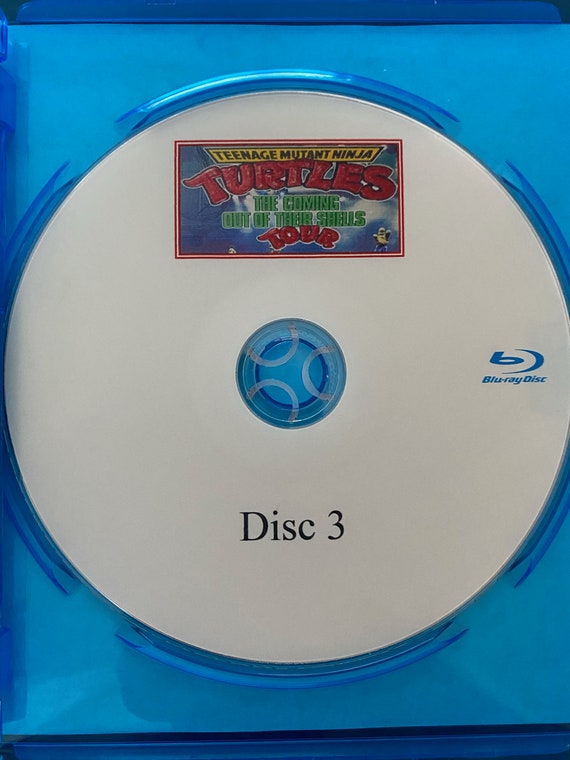 TEENAGE MUTANT NINJA
TURTLES
THE COMING
OUT OF THEIR SHELLS
TOUR
Blu-ray Disc
Disc 3